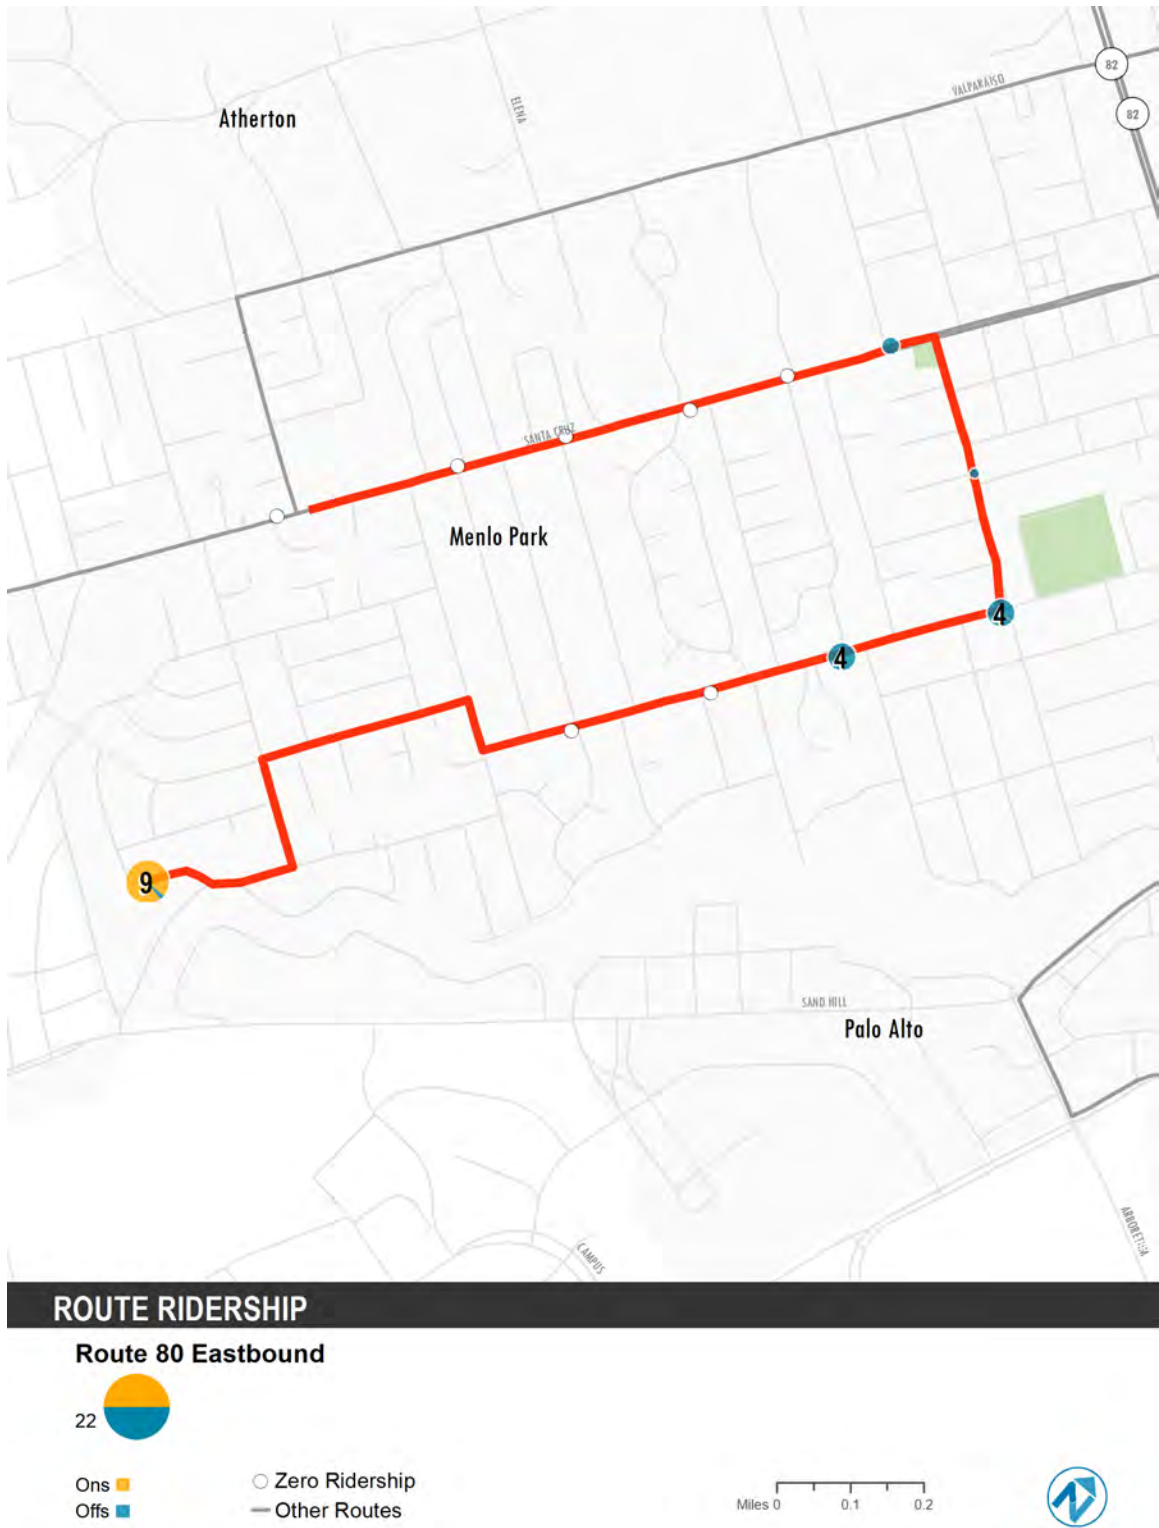 82
VALPARAISO
ELENA
82
Atherton
SANTA CRUZ
Menlo Park
4
4
9
SAND HILL
Palo Alto
CAMPUS
ROUTE RIDERSHIP
Route 80 Eastbound
22
Ons
Zero Ridership
Offs
Other Routes
Miles 0 0.1 0.2